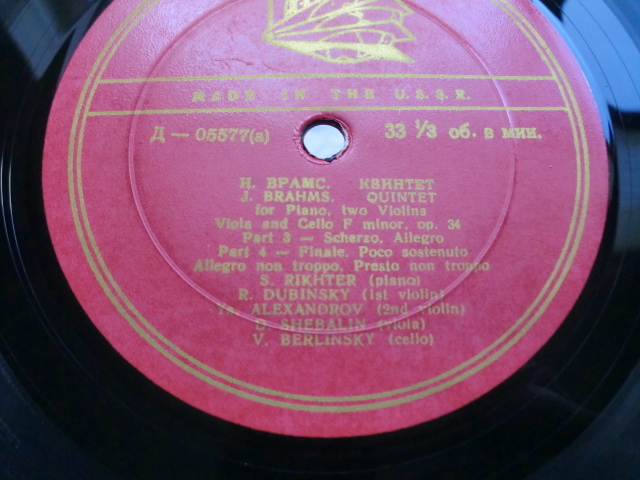 MADE IN THE U.S.S.R.
Д — 05577(а) 33 ⅓ об. в мин.
И. БРАМС. КВИНТЕТ
J. BRAHMS. QUINTET
for Piano, two Violins
Viola and Cello F minor, op. 34
Part 3 — Scherzo, Allegro
Part 4 — Finale. Poco sostenuto
Allegro non troppo, Presto non troppo
S. RIKHTER (piano)
R. DUBINSKY (1st violin)
Ya. ALEXANDROV (2nd violin)
D. SHEBALIN (viola)
V. BERLINSKY (cello)